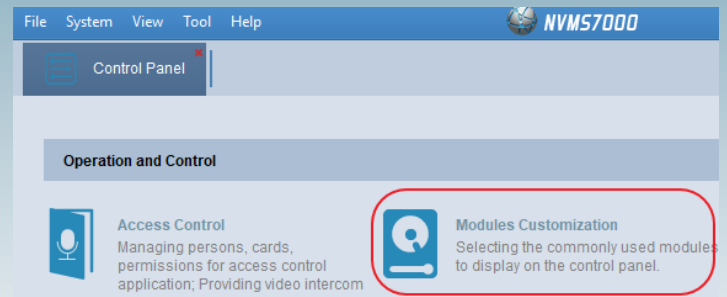 File System View Tool Help
NVMS7000
Control Panel
Operation and Control
Access Control
Managing persons, cards,
permissions for access control
application; Providing video intercom
Modules Customization
Selecting the commonly used modules
to display on the control panel.